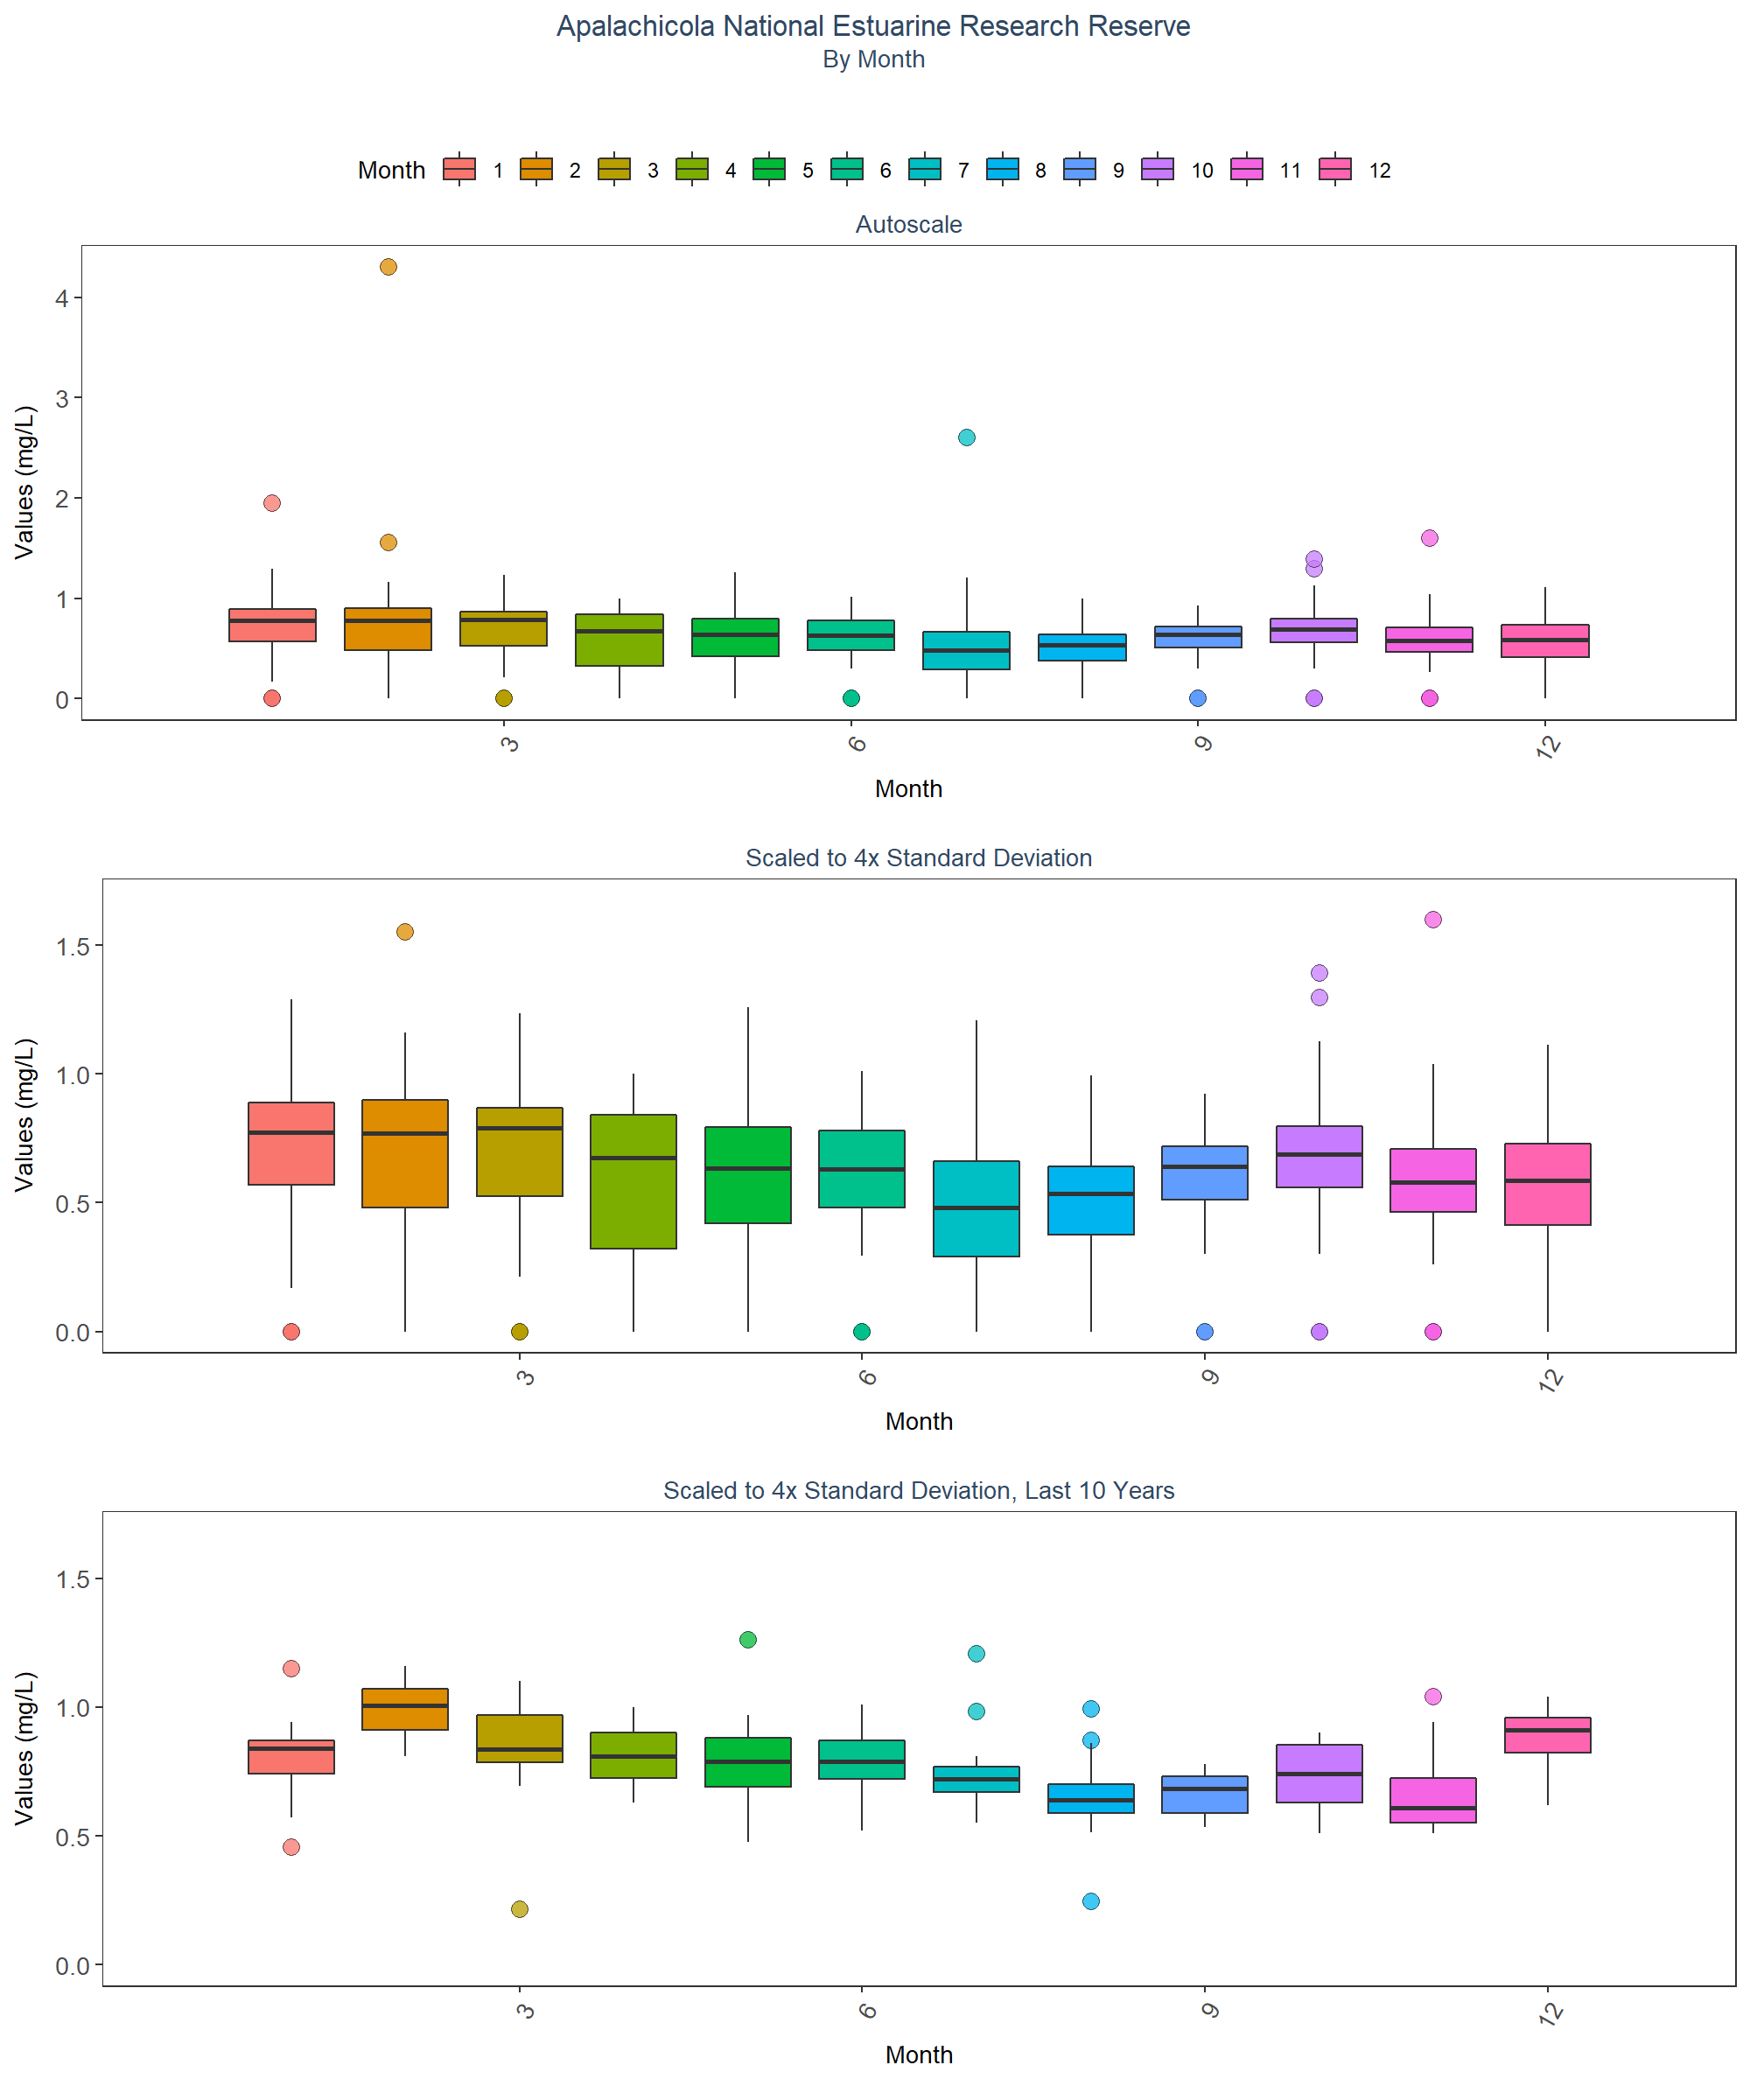 Apalachicola National Estuarine Research Reserve
By Month
Month 1 2 3 4 5 6 7 8 9 10 11 12
Autoscale
Values (mg/L)
4
3
2
1
0
3 6 9 12
Month
Scaled to 4x Standard Deviation
Values (mg/L)
1.5
1.0
0.5
0.0
3 6 9 12
Month
Scaled to 4x Standard Deviation, Last 10 Years
Values (mg/L)
1.5
1.0
0.5
0.0
3 6 9 12
Month